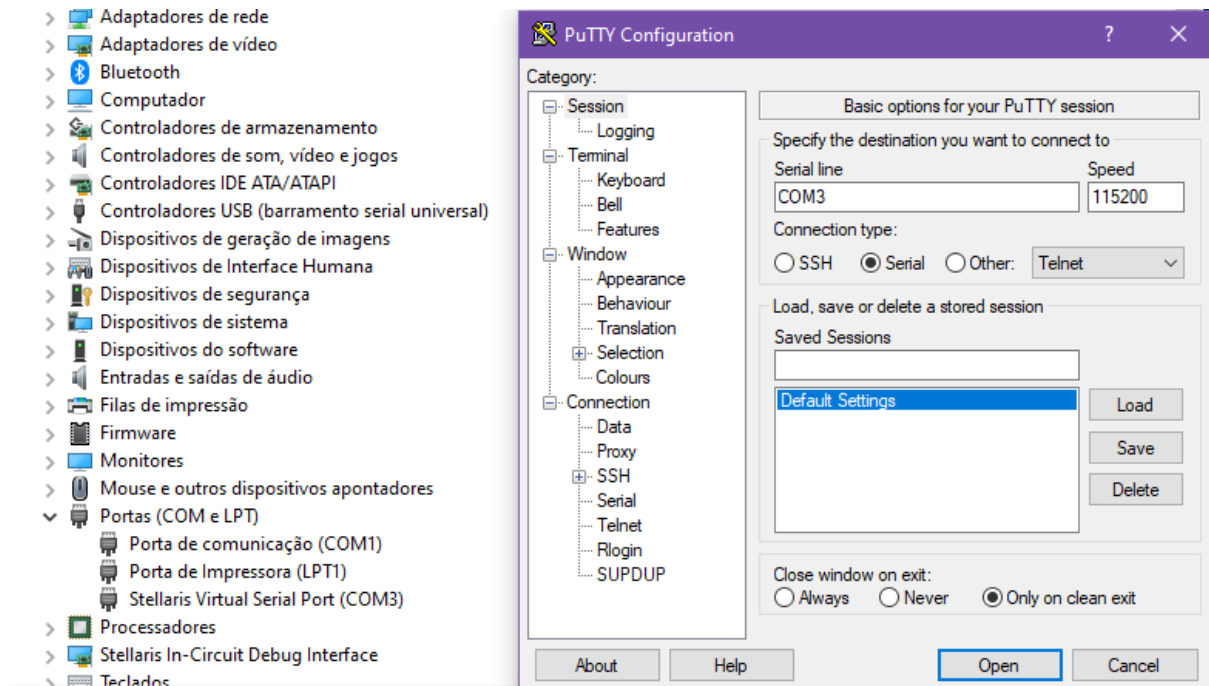 Adaptadores de rede
Adaptadores de vídeo
Bluetooth
Computador
Controladores de armazenamento
Controladores de som, vídeo e jogos
Controladores IDE ATA/ATAPI
Controladores USB (barramento serial universal)
Dispositivos de geração de imagens
Dispositivos de Interface Humana
Dispositivos de segurança
Dispositivos de sistema
Dispositivos do software
Entradas e saídas de áudio
Filas de impressão
Firmware
Monitores
Mouse e outros dispositivos apontadores
Portas (COM e LPT)
Porta de comunicação (COM1)
Porta de Impressora (LPT1)
Stellaris Virtual Serial Port (COM3)
Processadores
Stellaris In-Circuit Debug Interface
Teclados
PuTTY Configuration
Category:
Session
Logging
Terminal
Keyboard
Bell
Features
Window
Appearance
Behaviour
Translation
Selection
Colours
Connection
Data
Proxy
SSH
Serial
Telnet
Rlogin
SUPDUP
Basic options for your PuTTY session
Specify the destination you want to connect to
Serial line Speed
COM3 115200
Connection type:
SSH Serial Other: Telnet
Load, save or delete a stored session
Saved Sessions
Default Settings
Load
Save
Delete
Close window on exit:
Always Never Only on clean exit
About Help Open Cancel